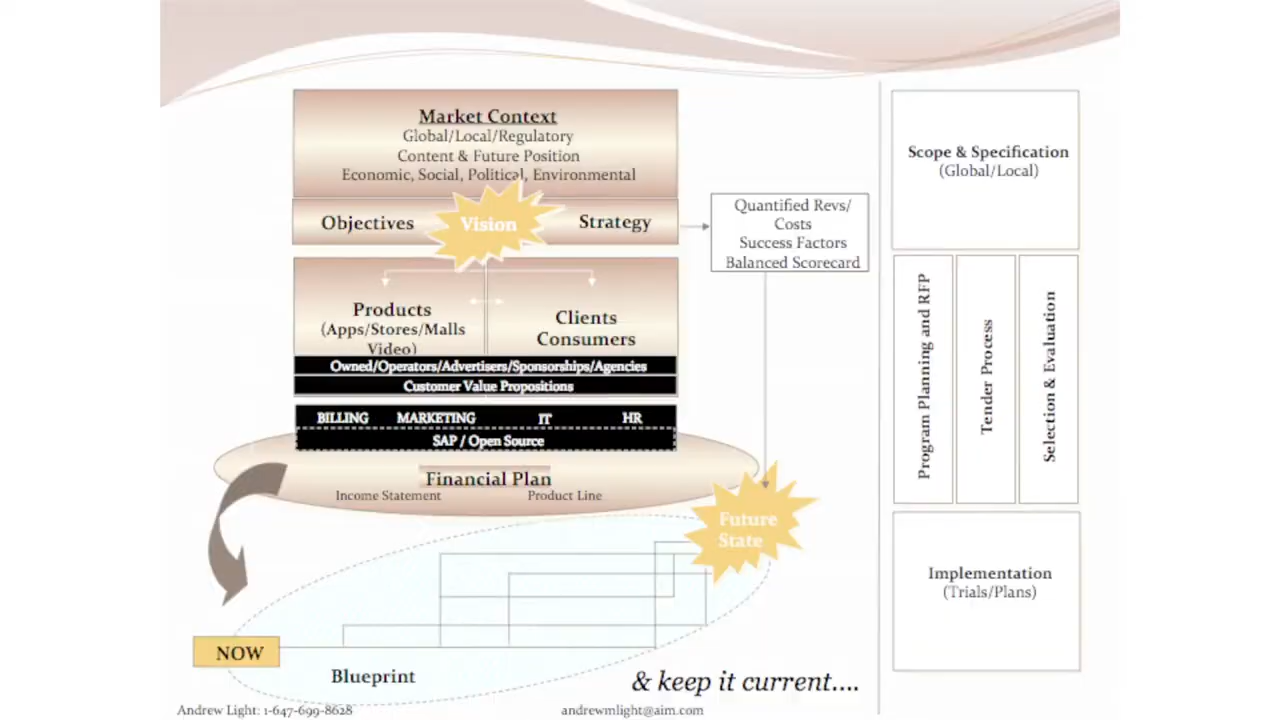 Market Context
Global/Local/Regulatory
Content & Future Position
Economic, Social, Political, Environmental
Objectives
Vision
Strategy
Quantified Revs/
Costs
Success Factors
Balanced Scorecard
Products
(Apps/Stores/Malls
Video)
Clients
Consumers
Owned/Operators/Advertisers/Sponsorships/Agencies
Customer Value Propositions
BILLING MARKETING IT HR
SAP / Open Source
Financial Plan
Income Statement
Product Line
Future
State
NOW
Blueprint
& keep it current....
Scope & Specification
(Global/Local)
Program Planning and RFP
Tender Process
Selection & Evaluation
Implementation
(Trials/Plans)
Andrew Light: 1-647-699-8628
andrewmlight@aim.com